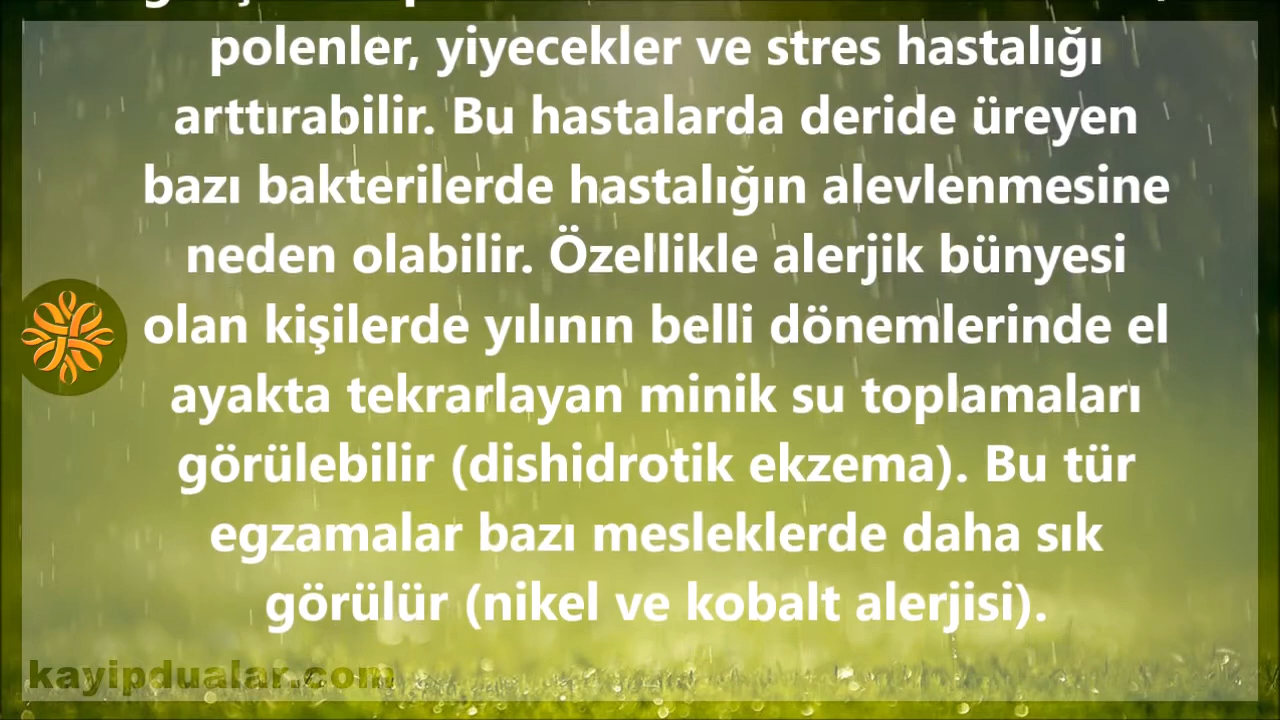 polenler, yiyecekler ve stres hastalığı
arttırabilir. Bu hastalarda deride üreyen
bazı bakterilerde hastalığın alevlenmesine
neden olabilir. Özellikle alerjik bünyesi
olan kişilerde yılının belli dönemlerinde el
ayakta tekrarlayan minik su toplamaları
görülebilir (dishidrotik ekzema). Bu tür
egzamalar bazı mesleklerde daha sık
görülür (nikel ve kobalt alerjisi).
kayipdualar.com